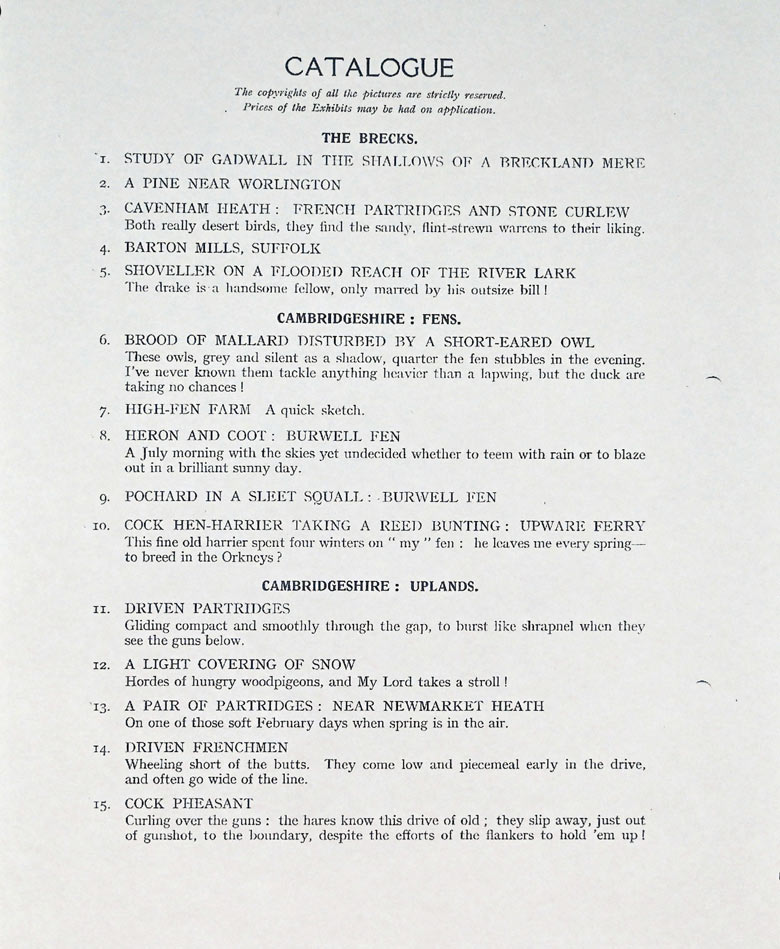 CATALOGUE
The copyrights of all the pictures are strictly reserved.
Prices of the Exhibits may be had on application.
THE BRECKS.
1. STUDY OF GADWALL IN THE SHALLOWS OF A BRECKLAND MERE
2. A PINE NEAR WORLINGTON
3. CAVENHAM HEATH : FRENCH PARTRIDGES AND STONE CURLEW
Both really desert birds, they find the sandy, flint-strewn warrens to their liking.
4. BARTON MILLS, SUFFOLK
5. SHOVELLER ON A FLOODED REACH OF THE RIVER LARK
The drake is a handsome fellow, only marred by his outsize bill !
CAMBRIDGESHIRE : FENS.
6. BROOD OF MALLARD DISTURBED BY A SHORT-EARED OWL
These owls, grey and silent as a shadow, quarter the fen stubbles in the evening.
I've never known them tackle anything heavier than a lapwing, but the duck are
taking no chances !
7. HIGH-FEN FARM A quick sketch.
8. HERON AND COOT : BURWELL FEN
A July morning with the skies yet undecided whether to teem with rain or to blaze
out in a brilliant sunny day.
9. POCHARD IN A SLEET SQUALL : BURWELL FEN
10. COCK HEN-HARRIER TAKING A REED BUNTING : UPWARE FERRY
This fine old harrier spent four winters on " my " fen : he leaves me every spring—
to breed in the Orkneys ?
CAMBRIDGESHIRE : UPLANDS.
11. DRIVEN PARTRIDGES
Gliding compact and smoothly through the gap, to burst like shrapnel when they
see the guns below.
12. A LIGHT COVERING OF SNOW
Hordes of hungry woodpigeons, and My Lord takes a stroll !
13. A PAIR OF PARTRIDGES : NEAR NEWMARKET HEATH
On one of those soft February days when spring is in the air.
14. DRIVEN FRENCHMEN
Wheeling short of the butts. They come low and piecemeal early in the drive,
and often go wide of the line.
15. COCK PHEASANT
Curling over the guns : the hares know this drive of old ; they slip away, just out
of gunshot, to the boundary, despite the efforts of the flankers to hold 'em up !